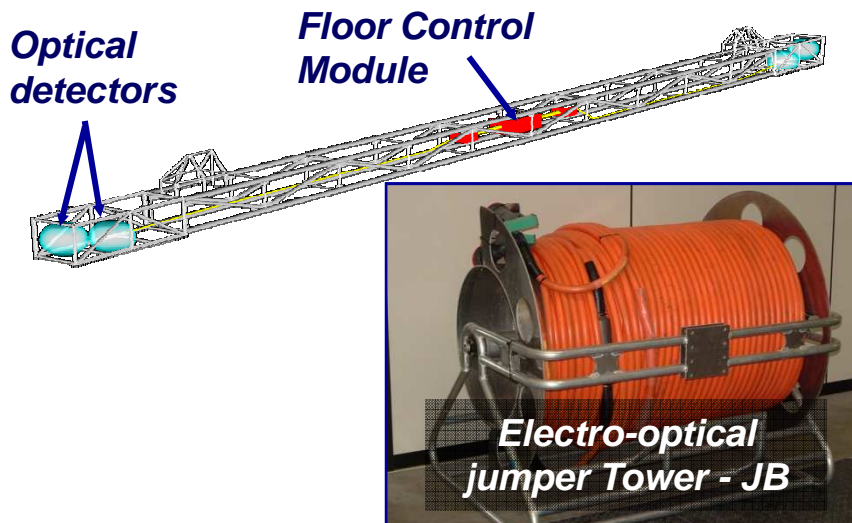 Optical
detectors
Floor Control
Module
Electro-optical
jumper Tower - JB